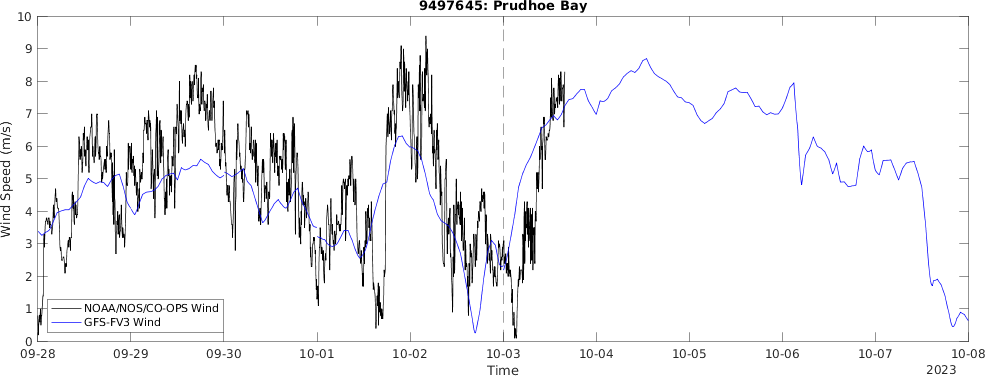 9497645: Prudhoe Bay
10
9
8
7
6
5
4
3
2
1
0
Wind Speed (m/s)
NOAA/NOS/CO-OPS Wind
GFS-FV3 Wind
09-28 09-29 09-30 10-01 10-02 10-03 10-04 10-05 10-06 10-07 10-08
Time
2023